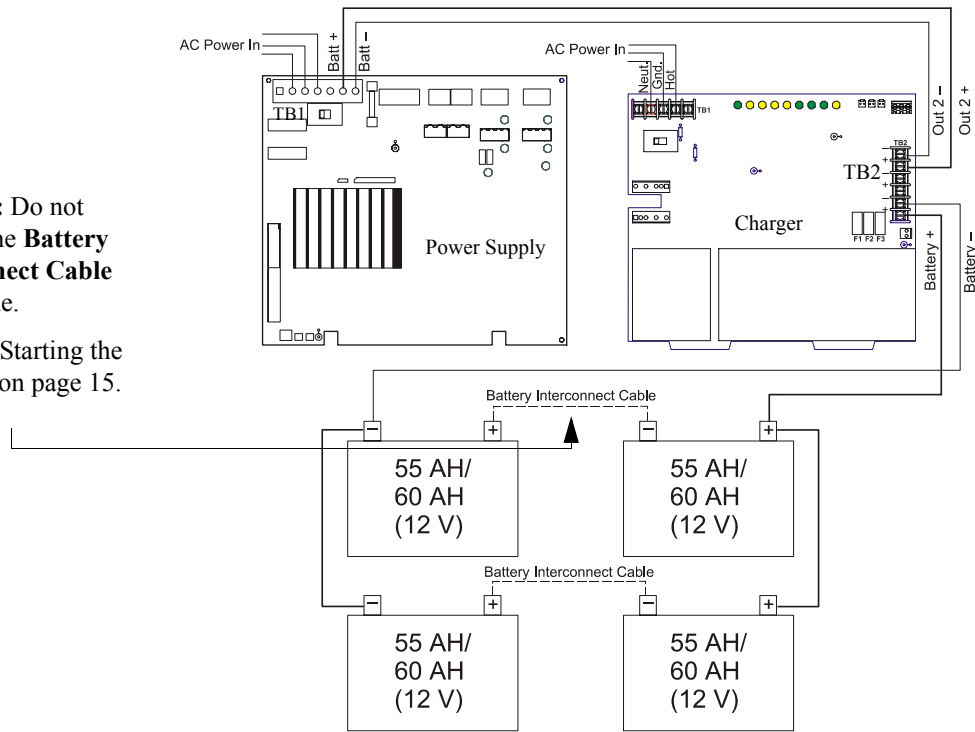 AC Power In
Batt +
Batt –
TB1
Power Supply
AC Power In
Neut.
Gnd.
Hot
TB1
TB2
TB2
– + – + – +
Charger
F1 F2 F3
Out 2 –
Out 2 +
Battery +
Battery –
: Do not
he Battery
nect Cable
e.
Starting the
on page 15.
Battery Interconnect Cable
– + – +
55 AH/
60 AH
(12 V)
55 AH/
60 AH
(12 V)
Battery Interconnect Cable
– + – +
55 AH/
60 AH
(12 V)
55 AH/
60 AH
(12 V)